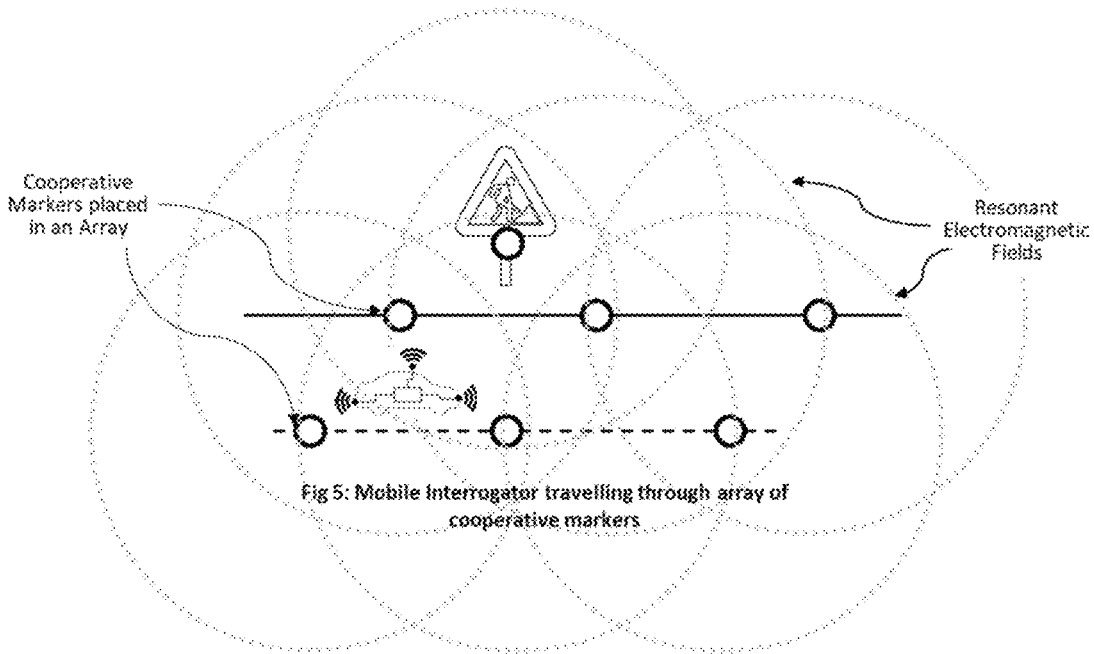 Cooperative
Markers placed
in an Array
Resonant
Electromagnetic
Fields
Fig 5: Mobile Interrogator travelling through array of
cooperative markers